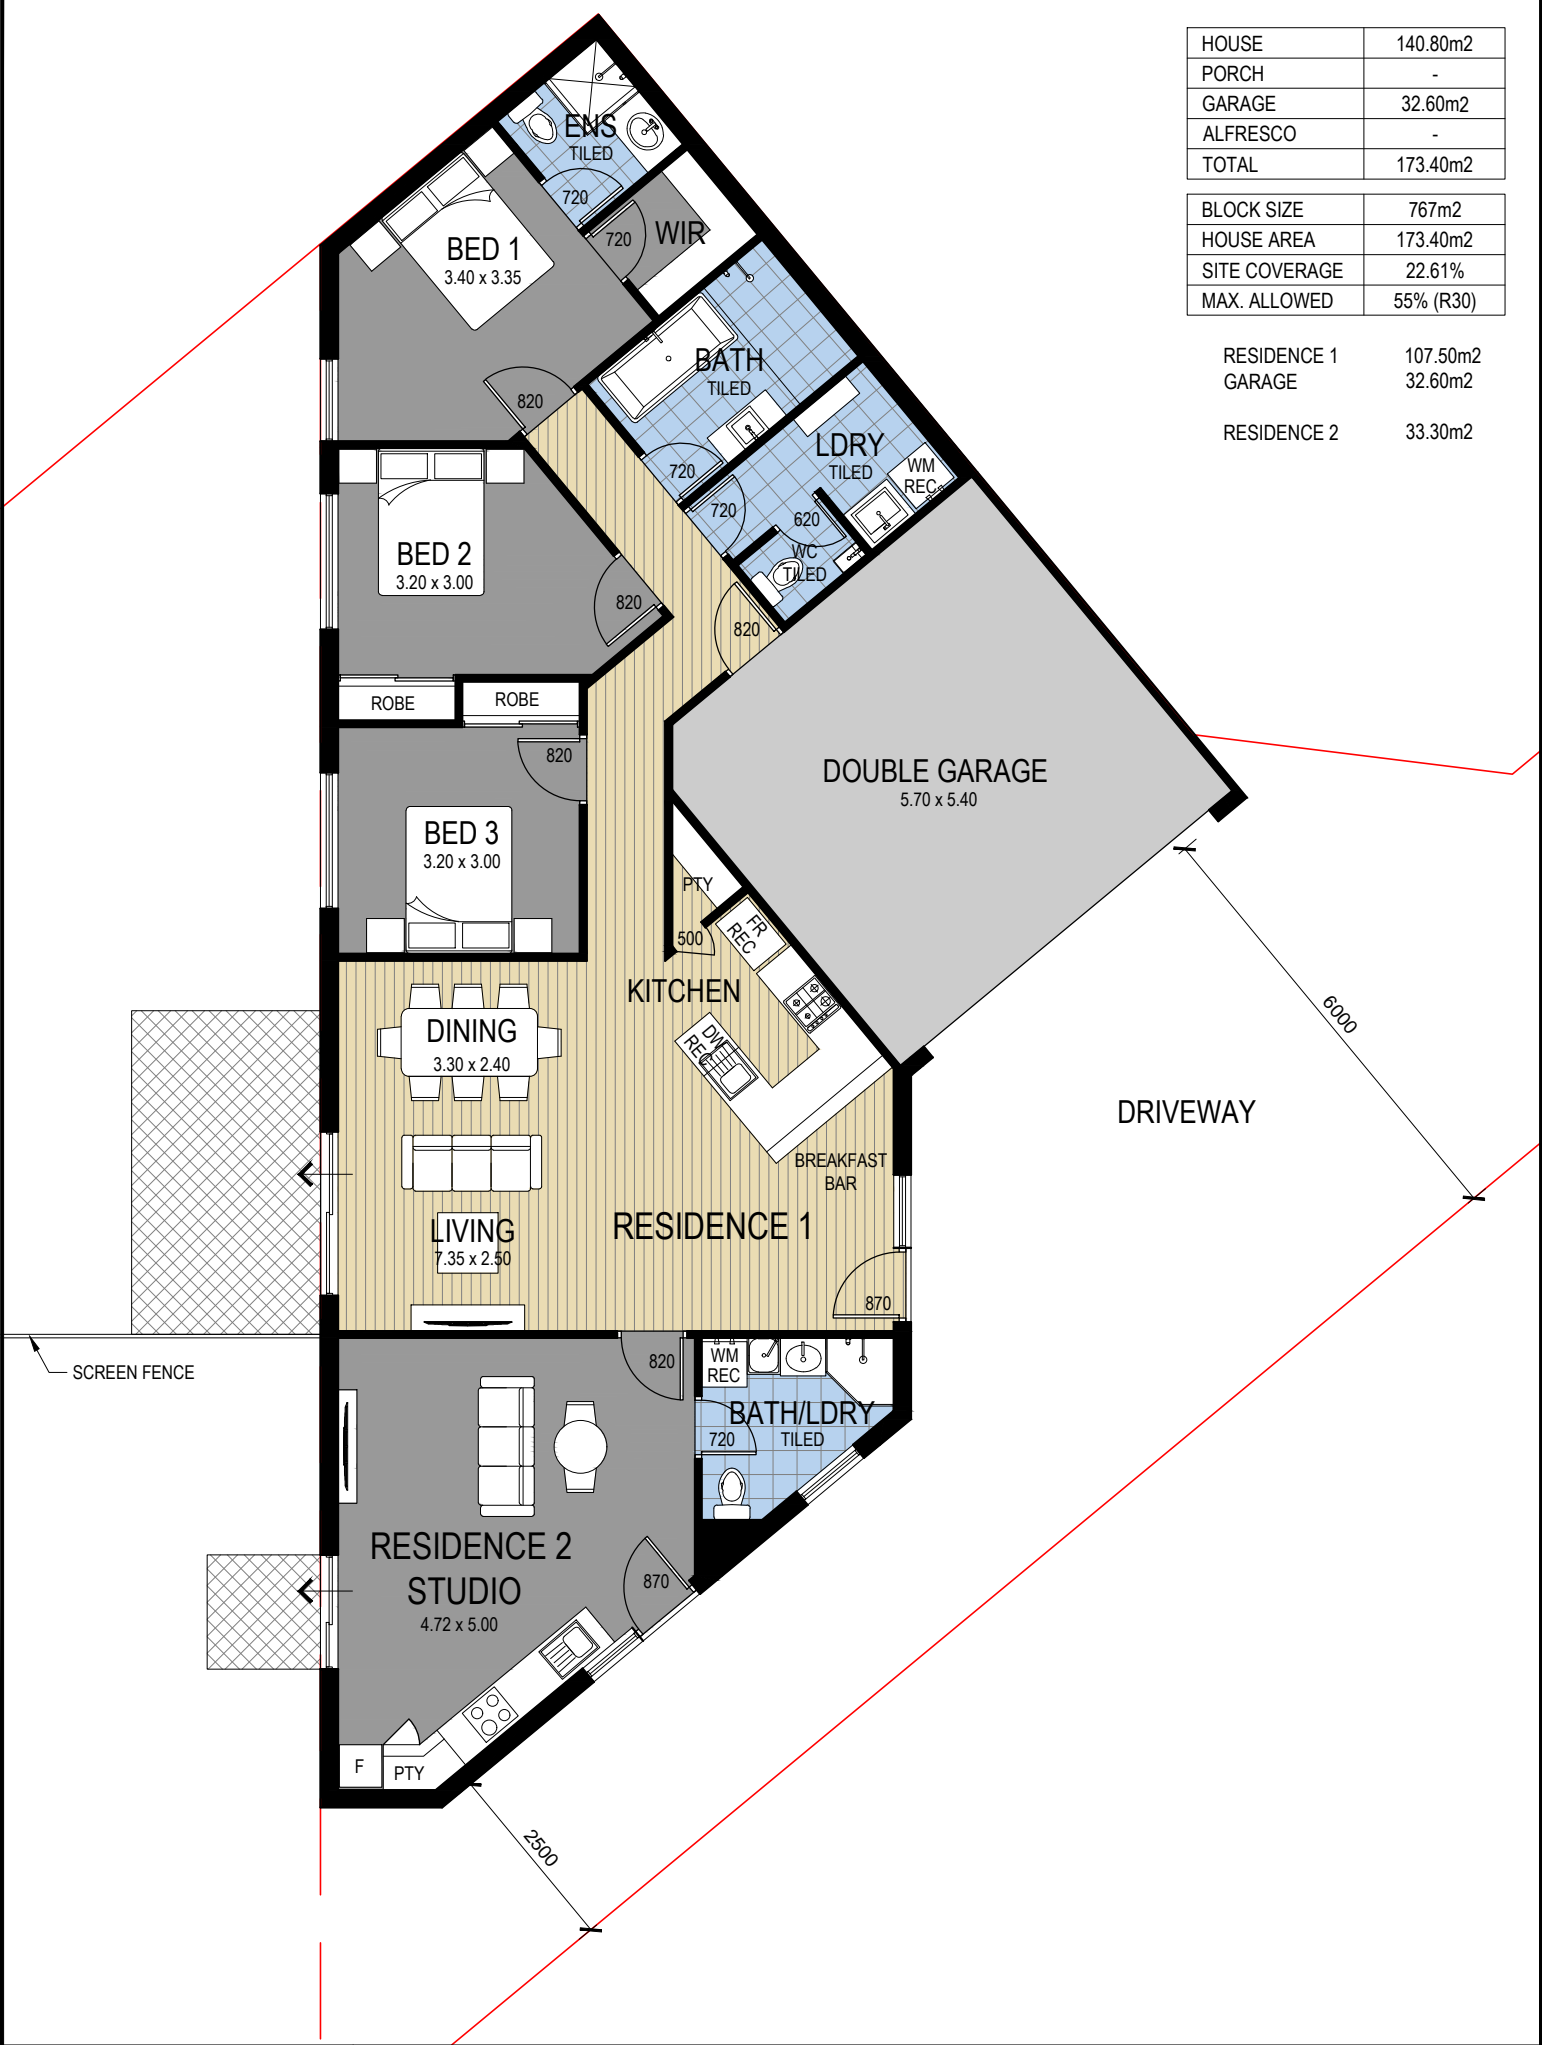 HOUSE 140.80m2
PORCH -
GARAGE 32.60m2
ALFRESCO -
TOTAL 173.40m2
BLOCK SIZE 767m2
HOUSE AREA 173.40m2
SITE COVERAGE 22.61%
MAX. ALLOWED 55% (R30)
RESIDENCE 1 107.50m2
GARAGE 32.60m2
RESIDENCE 2 33.30m2
ENS
TILED
720
720
WIR
BED 1
3.40 x 3.35
820
BATH
TILED
720
LDRY
TILED
WM
REC
720
620
WC
TILED
BED 2
3.20 x 3.00
820
820
ROBE
ROBE
820
DOUBLE GARAGE
5.70 x 5.40
BED 3
3.20 x 3.00
PTY
500
FR
REC
KITCHEN
DW
REC
DINING
3.30 x 2.40
6000
DRIVEWAY
BREAKFAST
BAR
LIVING
7.35 x 2.50
RESIDENCE 1
870
SCREEN FENCE
820
WM
REC
BATH/LDRY
TILED
720
RESIDENCE 2
STUDIO
4.72 x 5.00
870
F
PTY
2500